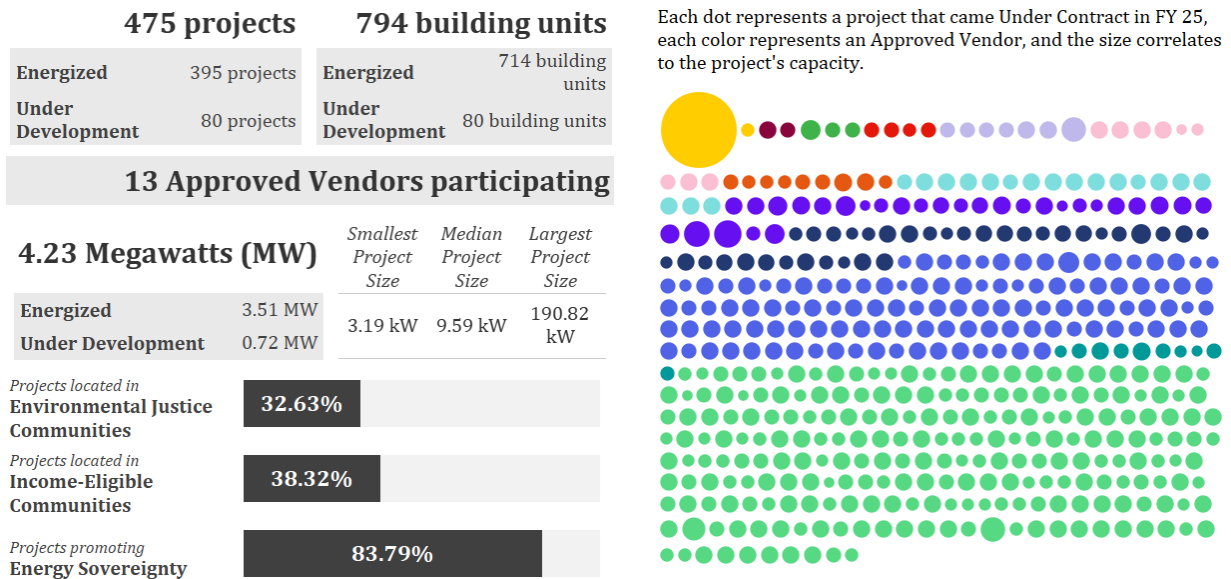 475 projects
794 building units
Energized 395 projects
Under
Development 80 projects
Energized 714 building
units
Under
Development 80 building units
13 Approved Vendors participating
4.23 Megawatts (MW)
Energized 3.51 MW
Under Development 0.72 MW
Smallest
Project
Size
Median
Project
Size
Largest
Project
Size
3.19 kW
9.59 kW
190.82
kW
Projects located in
Environmental Justice
Communities
32.63%
Projects located in
Income-Eligible
Communities
38.32%
Projects promoting
Energy Sovereignty
83.79%
Each dot represents a project that came Under Contract in FY 25,
each color represents an Approved Vendor, and the size correlates
to the project's capacity.